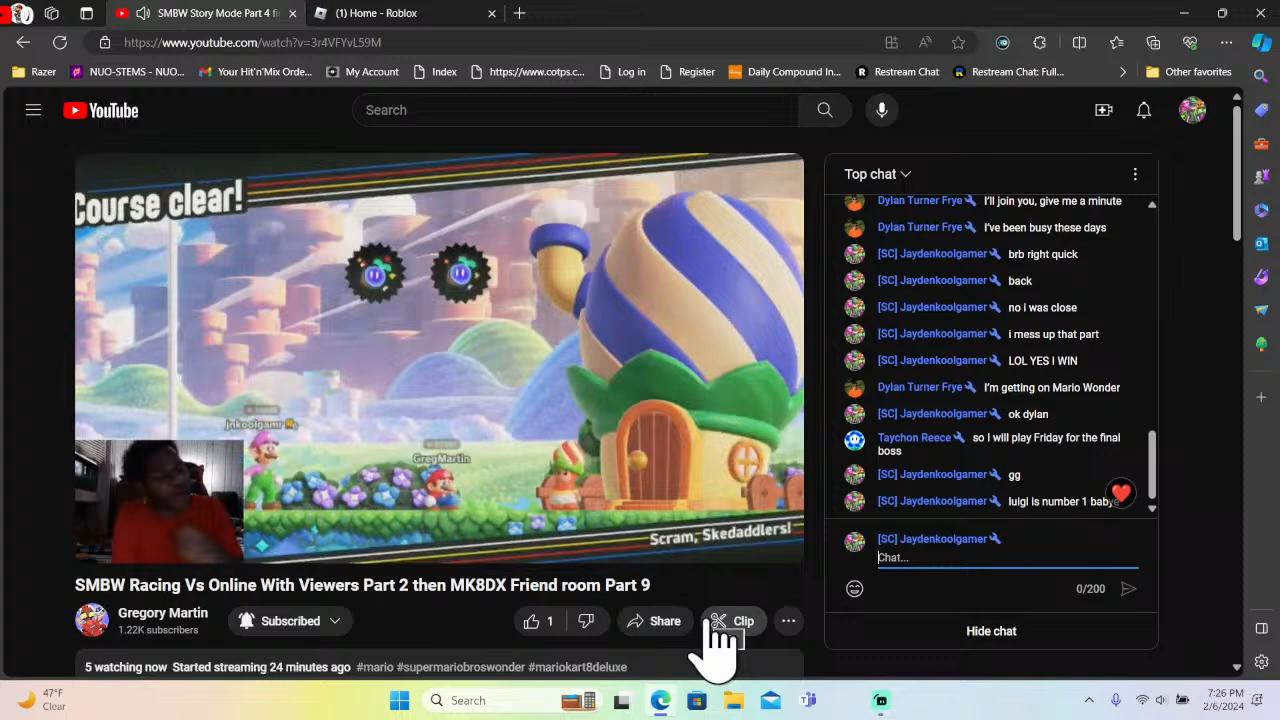 SMBW Story Mode Part 4 fi
(1) Home - Roblox
https://www.youtube.com/watch?v=3r4VFYvL59M
Razer
NUO-STEMS - NUO...
Your Hit'n'Mix Orde...
My Account
Index
https://www.cotps.c...
Log in
Register
Daily Compound In...
Restream Chat
Restream Chat: Full...
Other favorites
YouTube
Search
Course clear!
jnkoolgamr
GregMartin
Scram, Skedaddlers!
Top chat
Dylan Turner Frye I'll join you, give me a minute
Dylan Turner Frye I've been busy these days
[SC] Jaydenkoolgamer brb right quick
[SC] Jaydenkoolgamer back
[SC] Jaydenkoolgamer no i was close
[SC] Jaydenkoolgamer i mess up that part
[SC] Jaydenkoolgamer LOL YES I WIN
Dylan Turner Frye I'm getting on Mario Wonder
[SC] Jaydenkoolgamer ok dylan
Taychon Reece so I will play Friday for the final
boss
[SC] Jaydenkoolgamer gg
[SC] Jaydenkoolgamer luigi is number 1 baby
[SC] Jaydenkoolgamer
Chat...
0/200
Hide chat
SMBW Racing Vs Online With Viewers Part 2 then MK8DX Friend room Part 9
Gregory Martin
1.22K subscribers
Subscribed
1
Share
Clip
5 watching now Started streaming 24 minutes ago #mario #supermariobroswonder #mariokart8deluxe
47°F
Clear
Search
7:26 PM
2/6/2024